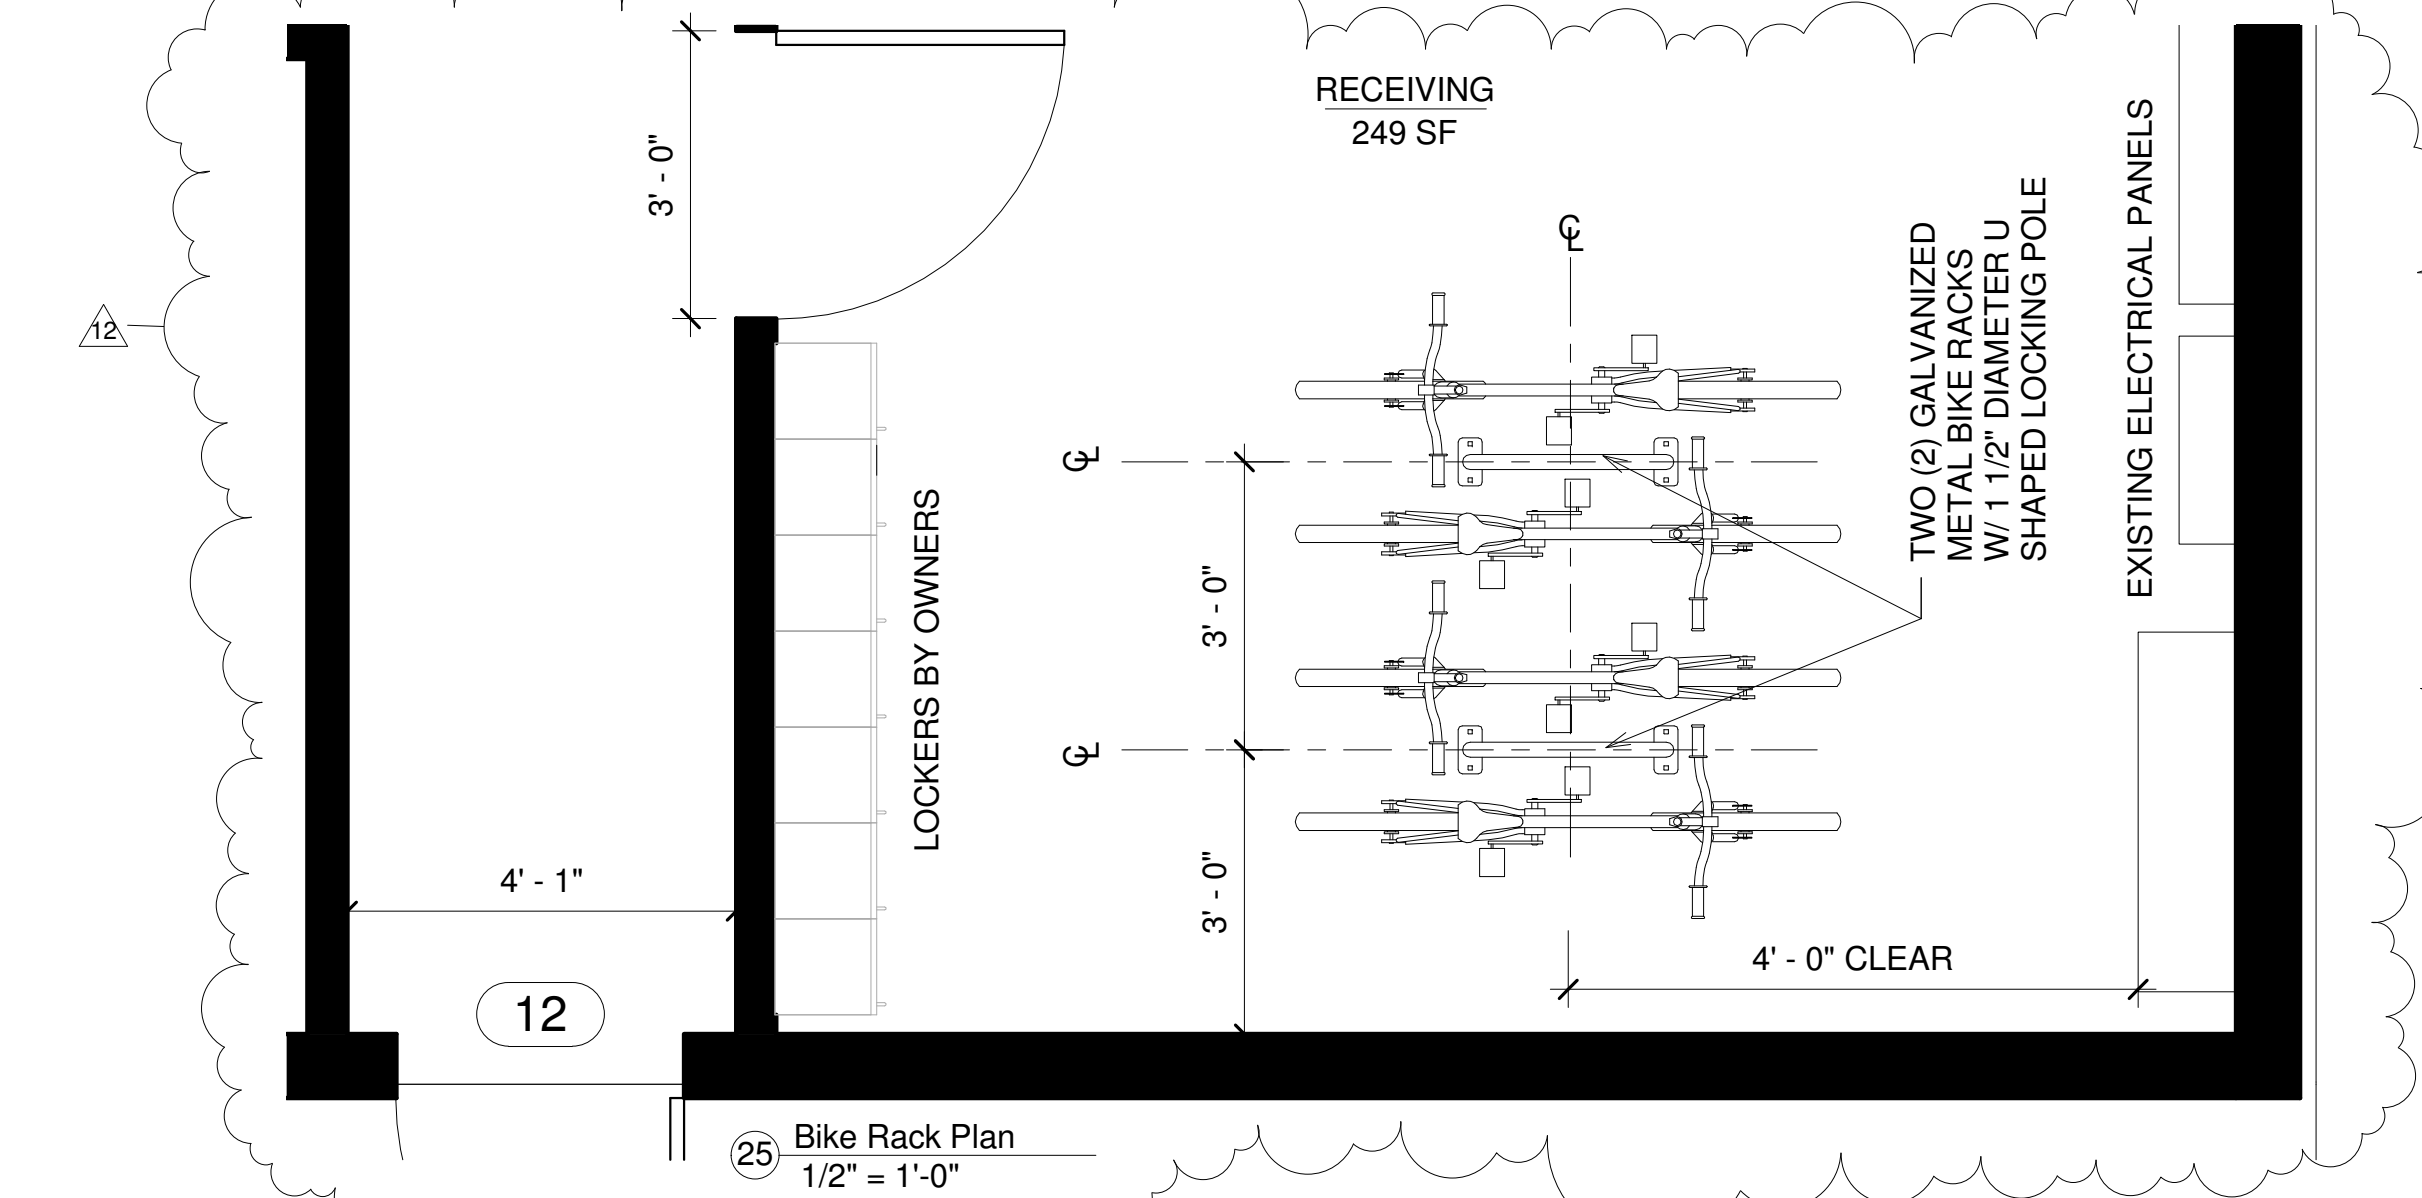 RECEIVING
249 SF
3' - 0"
12
℄
℄
℄
TWO (2) GALVANIZED
METAL BIKE RACKS
W/ 1 1/2" DIAMETER U
SHAPED LOCKING POLE
EXISTING ELECTRICAL PANELS
LOCKERS BY OWNERS
3' - 0"
3' - 0"
4' - 1"
4' - 0" CLEAR
12
25
Bike Rack Plan
1/2" = 1'-0"